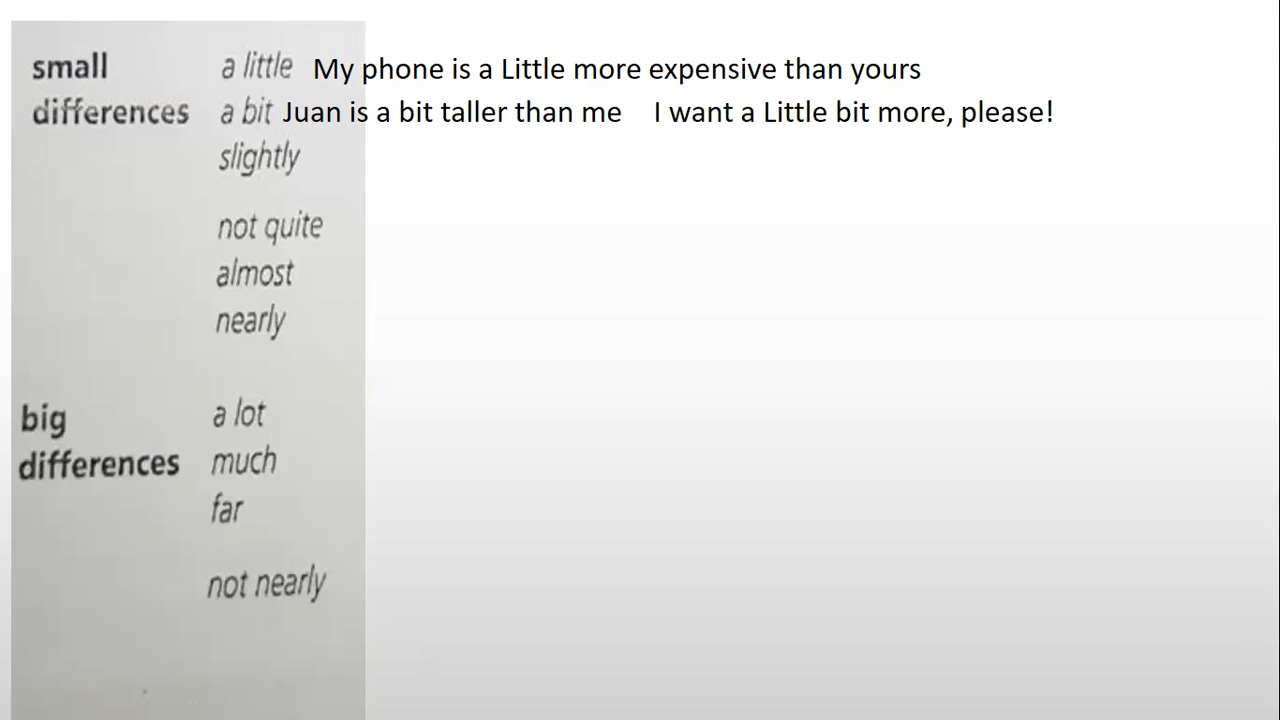 small a little My phone is a Little more expensive than yours
differences a bit Juan is a bit taller than me I want a Little bit more, please!
slightly
not quite
almost
nearly
big a lot
differences much
far
not nearly